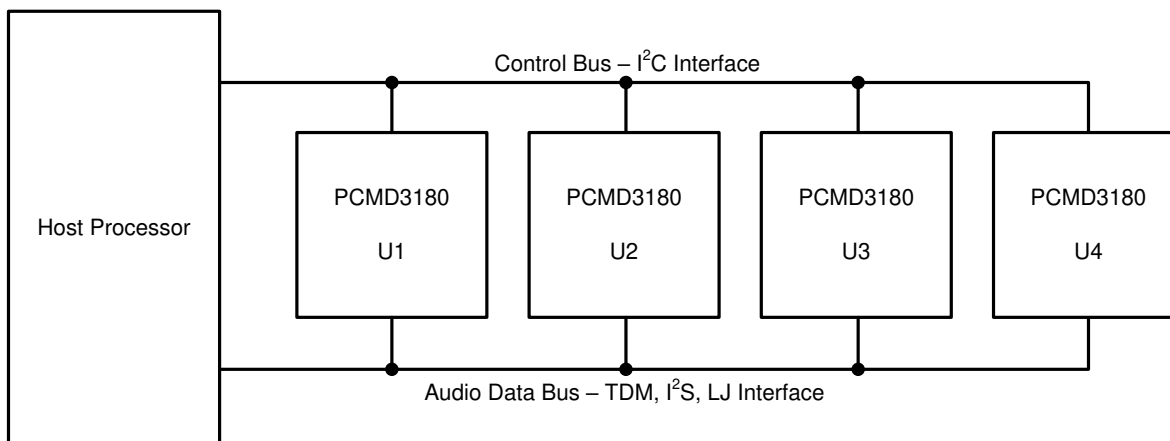 Control Bus – I²C Interface
PCMD3180
U1
PCMD3180
U2
PCMD3180
U3
PCMD3180
U4
Host Processor
Audio Data Bus – TDM, I²S, LJ Interface